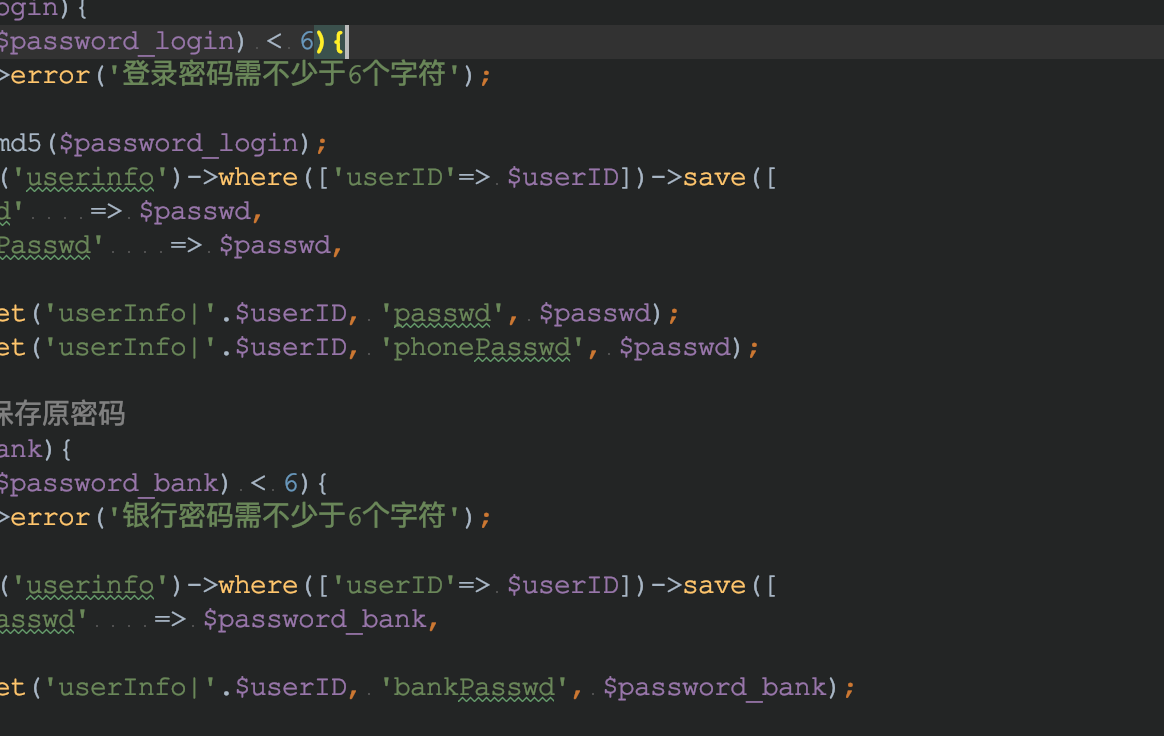 ogin){
$password_login) < 6){
>error('登录密码需不少于6个字符');
md5($password_login);
('userinfo')->where(['userID'=> $userID])->save([
d' => $passwd,
Passwd' => $passwd,
et('userInfo|'.$userID, 'passwd', $passwd);
et('userInfo|'.$userID, 'phonePasswd', $passwd);
保存原密码
ank){
$password_bank) < 6){
>error('银行密码需不少于6个字符');
('userinfo')->where(['userID'=> $userID])->save([
asswd' => $password_bank,
et('userInfo|'.$userID, 'bankPasswd', $password_bank);